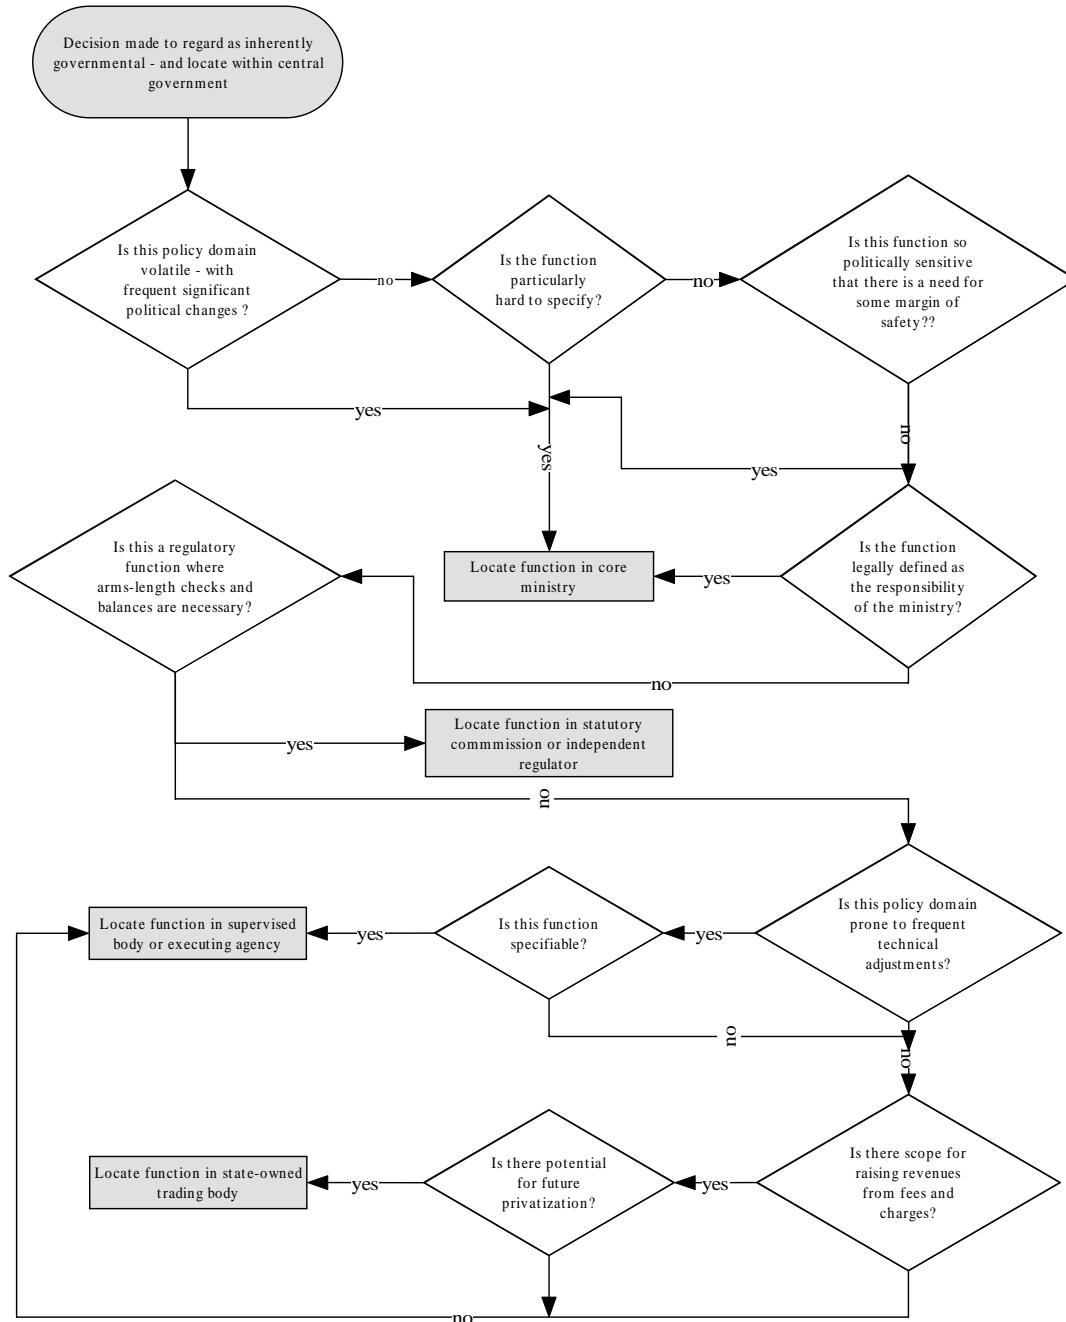 Decision made to regard as inherently
governmental - and locate within central
government
Is this policy domain
volatile - with
frequent significant
political changes ?
no
Is the function
particularly
hard to specify?
no
Is this function so
politically sensitive
that there is a need for
some margin of
safety??
yes
yes
no
yes
Is this a regulatory
function where
arms-length checks and
balances are necessary?
Locate function in core
ministry
yes
Is the function
legally defined as
the responsibility
of the ministry?
no
yes
Locate function in statutory
commmission or independent
regulator
no
Locate function in supervised
body or executing agency
yes
Is this function
specifiable?
yes
Is this policy domain
prone to frequent
technical
adjustments?
no
no
Locate function in state-owned
trading body
yes
Is there potential
for future
privatization?
yes
Is there scope for
raising revenues
from fees and
charges?
no